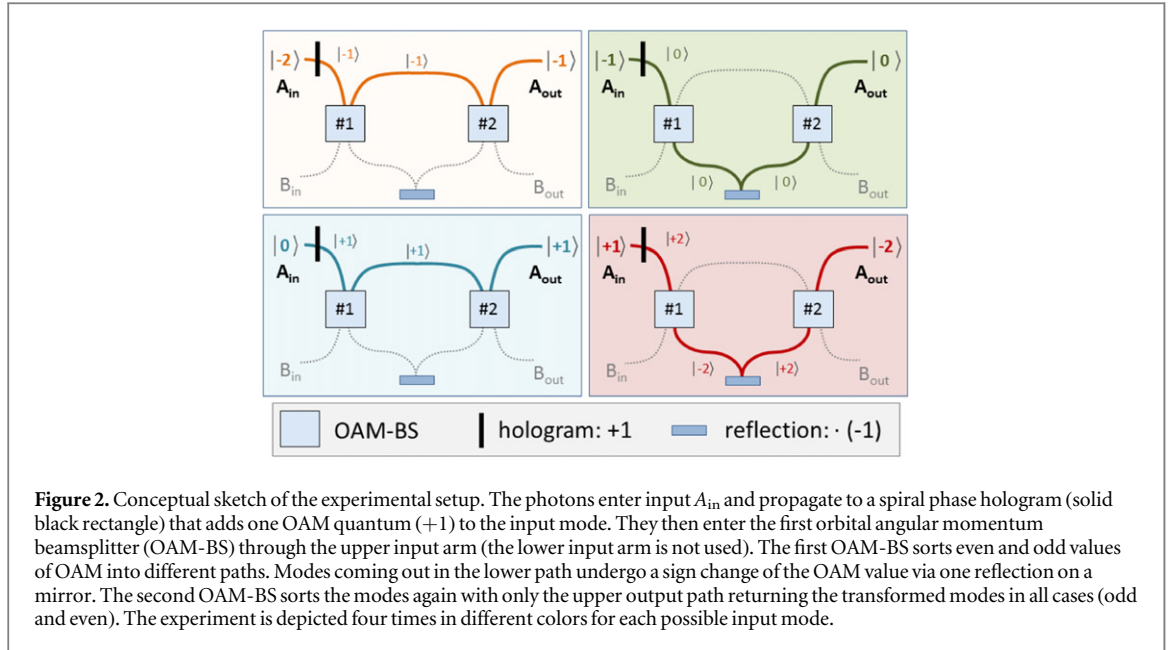 |-2⟩ |-1⟩ |-1⟩ |-1⟩
A_in A_out
#1 #2
B_in B_out
|-1⟩ |0⟩ |0⟩
A_in A_out
#1 #2
B_in |0⟩ |0⟩ B_out
|0⟩ |+1⟩ |+1⟩ |+1⟩
A_in A_out
#1 #2
B_in B_out
|+1⟩ |+2⟩ |-2⟩
A_in A_out
#1 #2
B_in |-2⟩ |+2⟩ B_out
OAM-BS hologram: +1 reflection: · (-1)
Figure 2. Conceptual sketch of the experimental setup. The photons enter input A_in and propagate to a spiral phase hologram (solid
black rectangle) that adds one OAM quantum (+1) to the input mode. They then enter the first orbital angular momentum
beamsplitter (OAM-BS) through the upper input arm (the lower input arm is not used). The first OAM-BS sorts even and odd values
of OAM into different paths. Modes coming out in the lower path undergo a sign change of the OAM value via one reflection on a
mirror. The second OAM-BS sorts the modes again with only the upper output path returning the transformed modes in all cases (odd
and even). The experiment is depicted four times in different colors for each possible input mode.